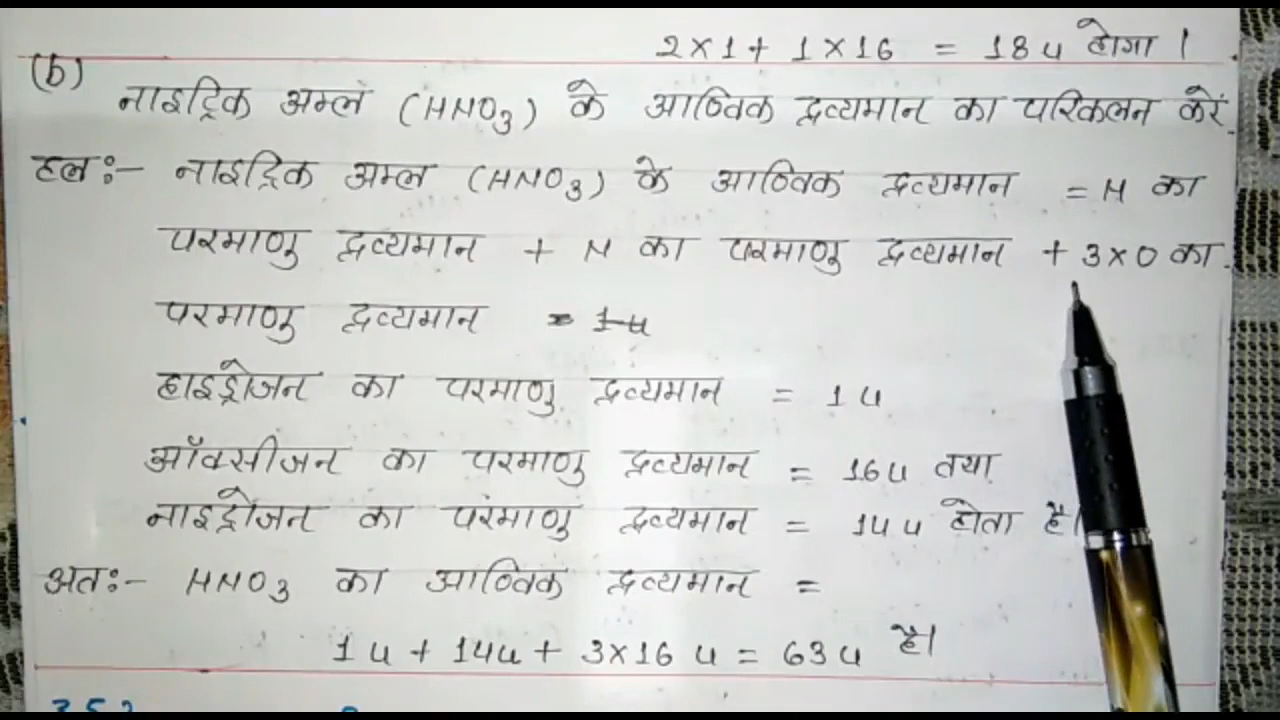 2×1+ 1×16 = 18u होगा।
(b)
नाइट्रिक अम्ल (HNO₃) के आण्विक द्रव्यमान का परिकलन करें.
हलः- नाइट्रिक अम्ल (HNO₃) के आण्विक द्रव्यमान = H का
परमाणु द्रव्यमान + N का परमाणु द्रव्यमान + 3×O का
परमाणु द्रव्यमान
हाइड्रोजन का परमाणु द्रव्यमान = 1u
ऑक्सीजन का परमाणु द्रव्यमान = 16u तथा
नाइट्रोजन का परमाणु द्रव्यमान = 14u होता है।
अतः- HNO₃ का आण्विक द्रव्यमान =
1u + 14u + 3×16 u = 63u है।